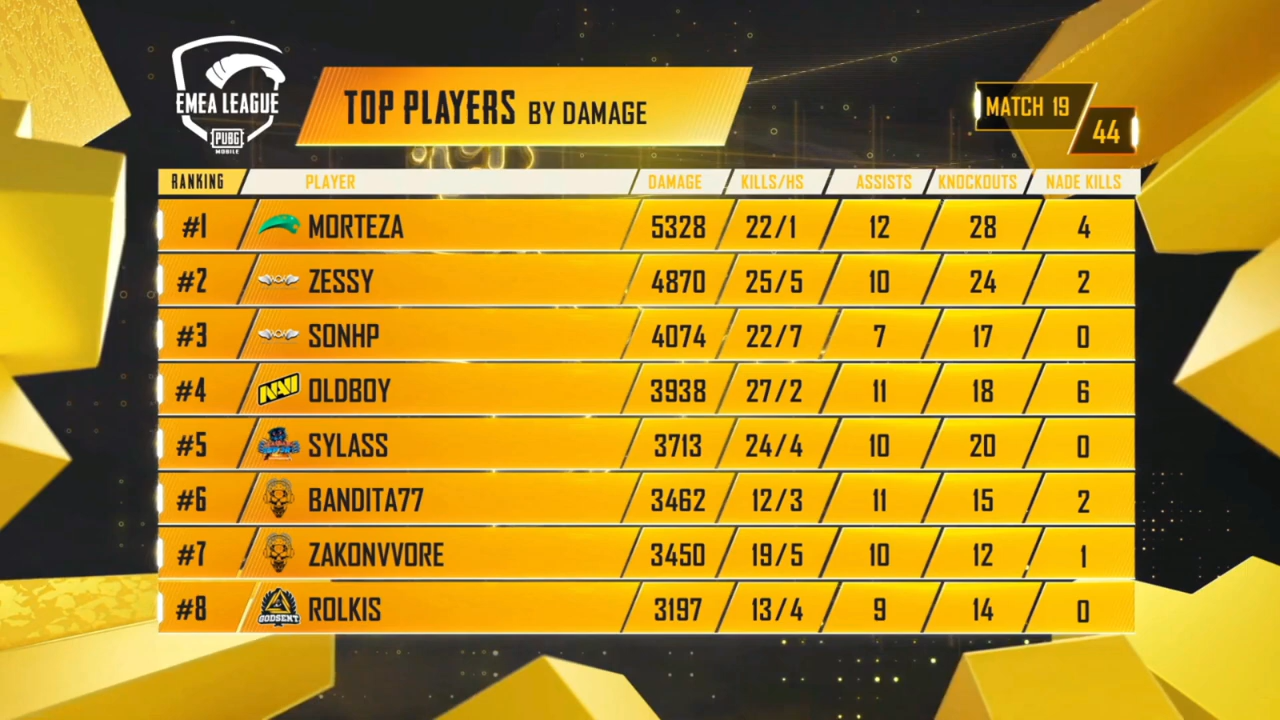 EMEA LEAGUE
PUBG
MOBILE
TOP PLAYERS BY DAMAGE
MATCH 19
44
RANKING PLAYER DAMAGE KILLS/HS ASSISTS KNOCKOUTS NADE KILLS
#1 MORTEZA 5328 22/1 12 28 4
#2 ZESSY 4870 25/5 10 24 2
#3 SONHP 4074 22/7 7 17 0
#4 NAVI OLDBOY 3938 27/2 11 18 6
#5 SYLASS 3713 24/4 10 20 0
#6 BANDITA77 3462 12/3 11 15 2
#7 ZAKONVVORE 3450 19/5 10 12 1
#8 GODSENT ROLKIS 3197 13/4 9 14 0